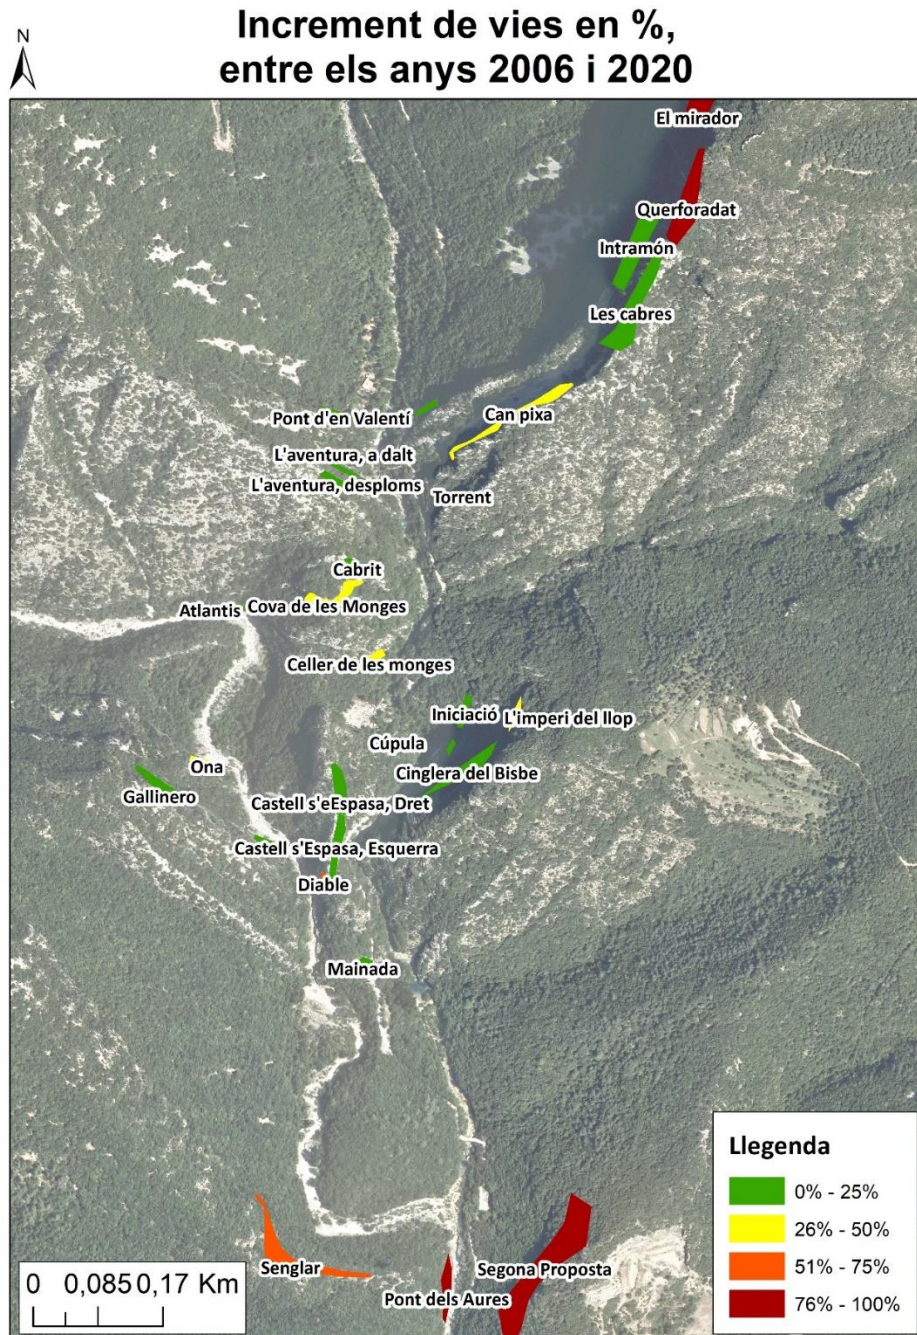 Increment de vies en %,
entre els anys 2006 i 2020
N
El mirador
Querforadat
Intramón
Les cabres
Can pixa
Pont d'en Valentí
L'aventura, a dalt
L'aventura, desploms
Torrent
Cabrit
Atlantis
Cova de les Monges
Celler de les monges
Iniciació
L'imperi del llop
Cúpula
Ona
Cinglera del Bisbe
Gallinero
Castell s'eEspasa, Dret
Castell s'Espasa, Esquerra
Diable
Mainada
Senglar
Segona Proposta
Pont dels Aures
0 0,085 0,17 Km
Llegenda
0% - 25%
26% - 50%
51% - 75%
76% - 100%